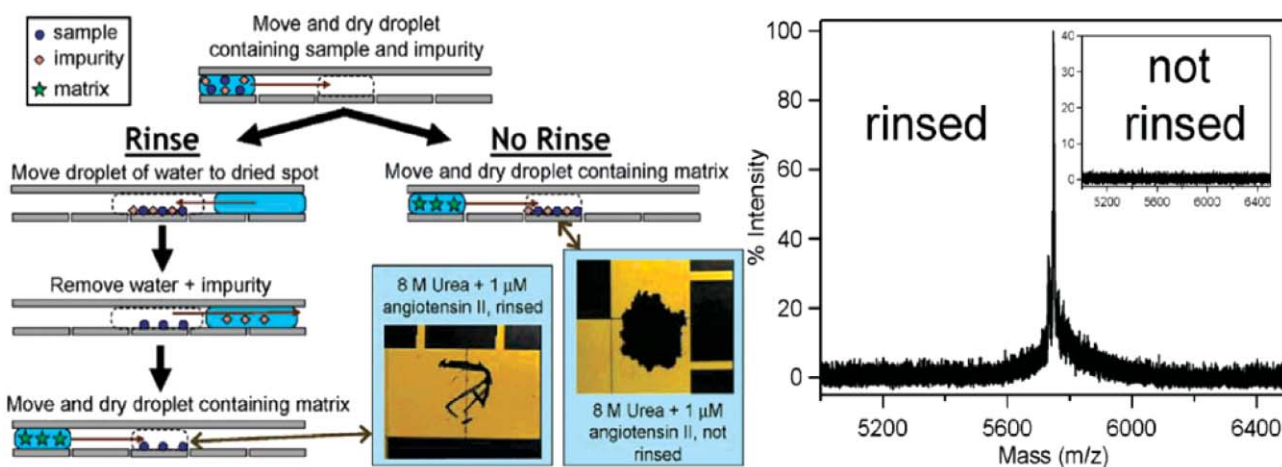 sample
impurity
matrix
Move and dry droplet
containing sample and impurity
Rinse
Move droplet of water to dried spot
Remove water + impurity
Move and dry droplet containing matrix
No Rinse
Move and dry droplet containing matrix
8 M Urea + 1 μM
angiotensin II, rinsed
8 M Urea + 1 μM
angiotensin II, not
rinsed
% Intensity
100
80
60
40
20
0
rinsed
40
30
20
10
0
not
rinsed
5200
6000
6400
5200
5600
6000
6400
Mass (m/z)